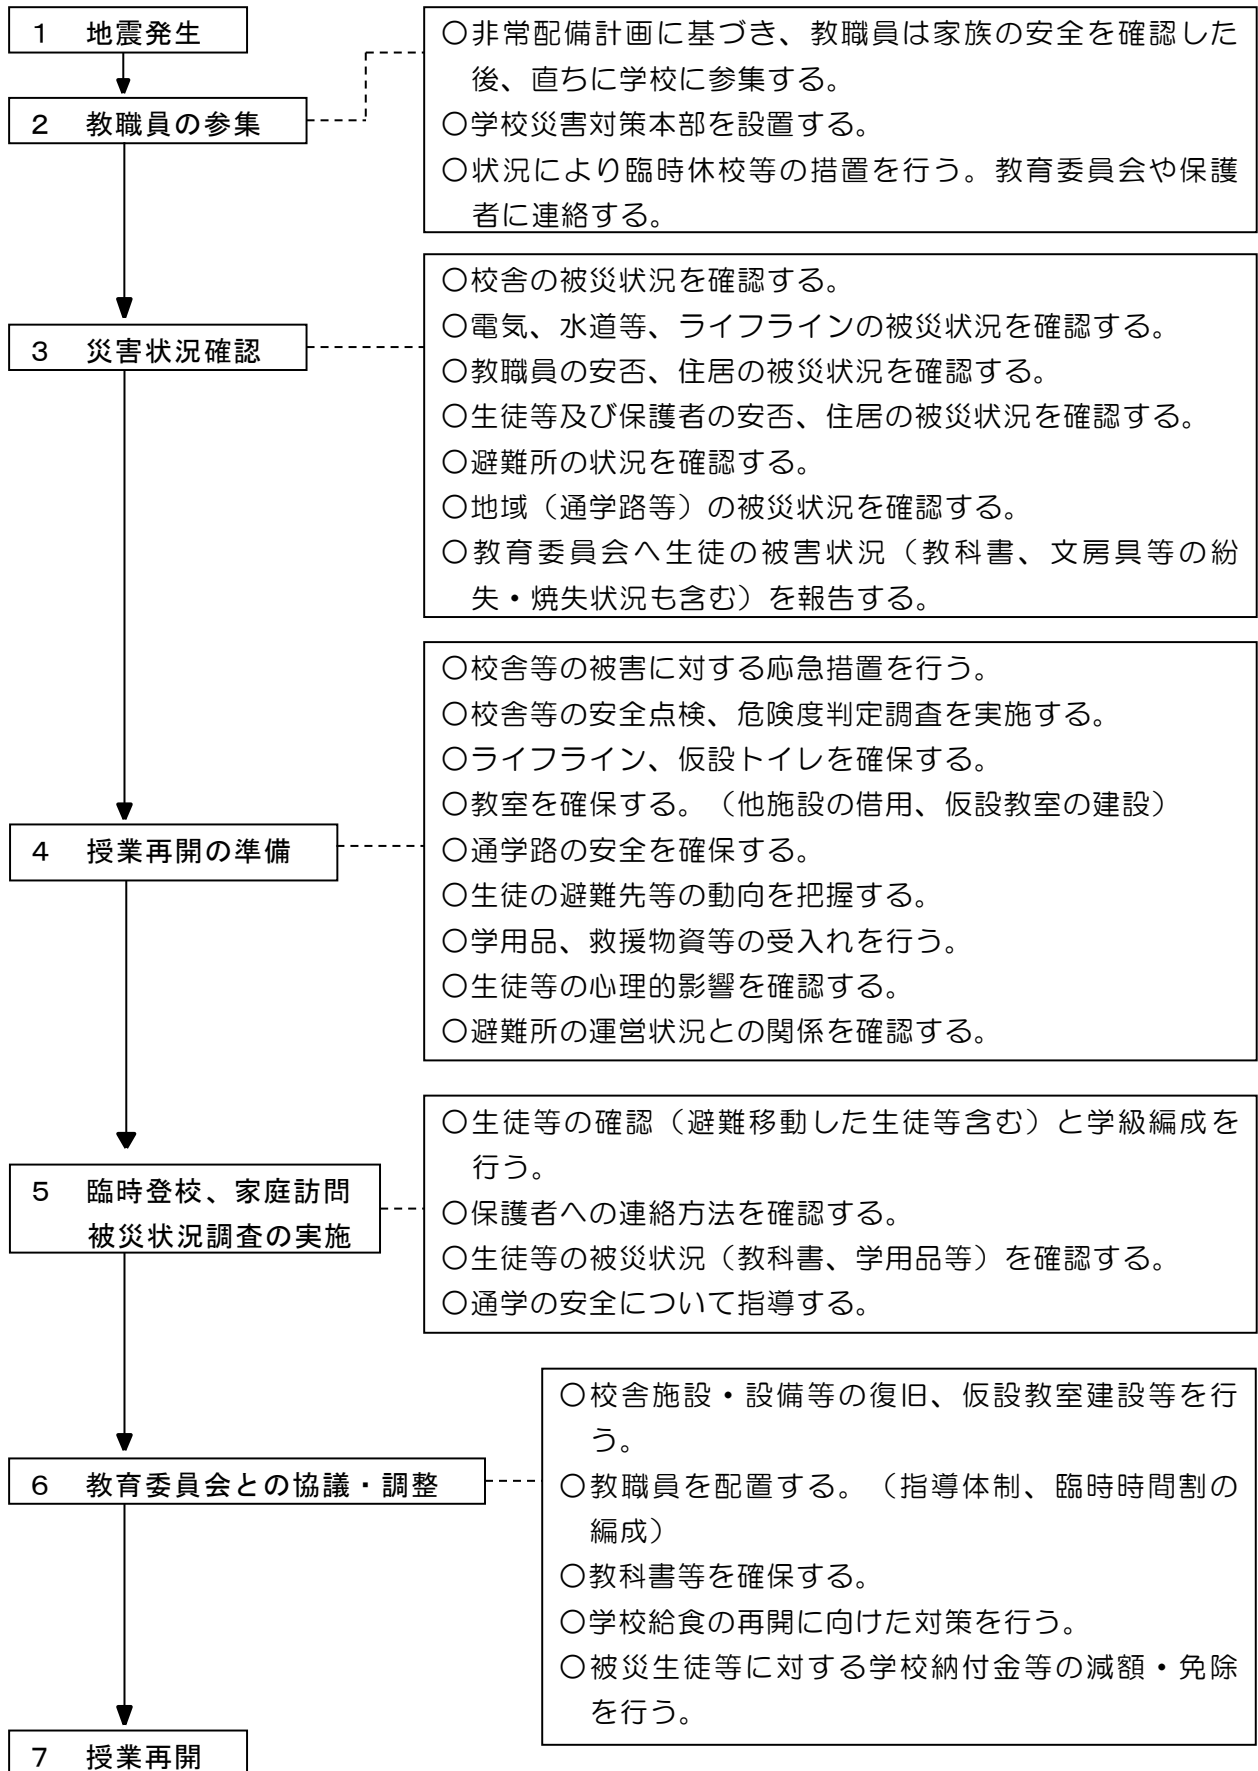 １　地震発生
○非常配備計画に基づき、教職員は家族の安全を確認した
後、直ちに学校に参集する。
○学校災害対策本部を設置する。
○状況により臨時休校等の措置を行う。教育委員会や保護
者に連絡する。
２　教職員の参集
○校舎の被災状況を確認する。
○電気、水道等、ライフラインの被災状況を確認する。
○教職員の安否、住居の被災状況を確認する。
○生徒等及び保護者の安否、住居の被災状況を確認する。
○避難所の状況を確認する。
○地域（通学路等）の被災状況を確認する。
○教育委員会へ生徒の被害状況（教科書、文房具等の紛
失・焼失状況も含む）を報告する。
３　災害状況確認
○校舎等の被害に対する応急措置を行う。
○校舎等の安全点検、危険度判定調査を実施する。
○ライフライン、仮設トイレを確保する。
○教室を確保する。（他施設の借用、仮設教室の建設）
○通学路の安全を確保する。
○生徒の避難先等の動向を把握する。
○学用品、救援物資等の受入れを行う。
○生徒等の心理的影響を確認する。
○避難所の運営状況との関係を確認する。
４　授業再開の準備
○生徒等の確認（避難移動した生徒等含む）と学級編成を
行う。
○保護者への連絡方法を確認する。
○生徒等の被災状況（教科書、学用品等）を確認する。
○通学の安全について指導する。
５　臨時登校、家庭訪問
被災状況調査の実施
○校舎施設・設備等の復旧、仮設教室建設等を行
う。
○教職員を配置する。（指導体制、臨時時間割の
編成）
○教科書等を確保する。
○学校給食の再開に向けた対策を行う。
○被災生徒等に対する学校納付金等の減額・免除
を行う。
６　教育委員会との協議・調整
７　授業再開